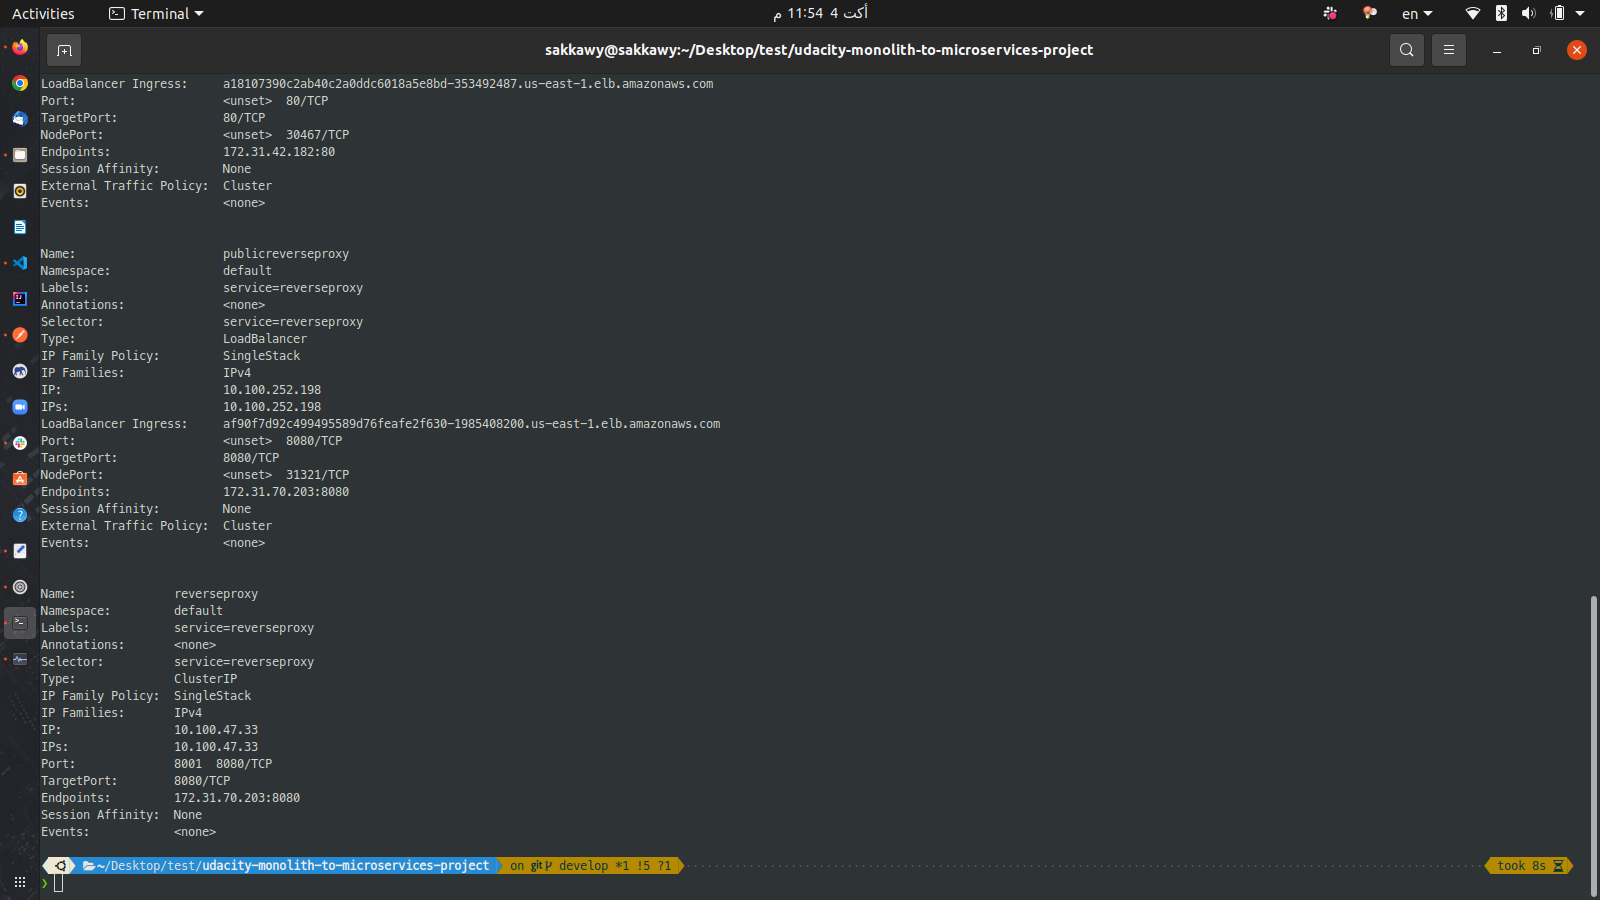 Activities Terminal أكت 4 11:54 م en
sakkawy@sakkawy:~/Desktop/test/udacity-monolith-to-microservices-project
LoadBalancer Ingress: a18107390c2ab40c2a0ddc6018a5e8bd-353492487.us-east-1.elb.amazonaws.com
Port: <unset> 80/TCP
TargetPort: 80/TCP
NodePort: <unset> 30467/TCP
Endpoints: 172.31.42.182:80
Session Affinity: None
External Traffic Policy: Cluster
Events: <none>
Name: publicreverseproxy
Namespace: default
Labels: service=reverseproxy
Annotations: <none>
Selector: service=reverseproxy
Type: LoadBalancer
IP Family Policy: SingleStack
IP Families: IPv4
IP: 10.100.252.198
IPs: 10.100.252.198
LoadBalancer Ingress: af90f7d92c499495589d76feafe2f630-1985408200.us-east-1.elb.amazonaws.com
Port: <unset> 8080/TCP
TargetPort: 8080/TCP
NodePort: <unset> 31321/TCP
Endpoints: 172.31.70.203:8080
Session Affinity: None
External Traffic Policy: Cluster
Events: <none>
Name: reverseproxy
Namespace: default
Labels: service=reverseproxy
Annotations: <none>
Selector: service=reverseproxy
Type: ClusterIP
IP Family Policy: SingleStack
IP Families: IPv4
IP: 10.100.47.33
IPs: 10.100.47.33
Port: 8001 8080/TCP
TargetPort: 8080/TCP
Endpoints: 172.31.70.203:8080
Session Affinity: None
Events: <none>
~/Desktop/test/udacity-monolith-to-microservices-project on git develop *1 !5 ?1 took 8s
❯